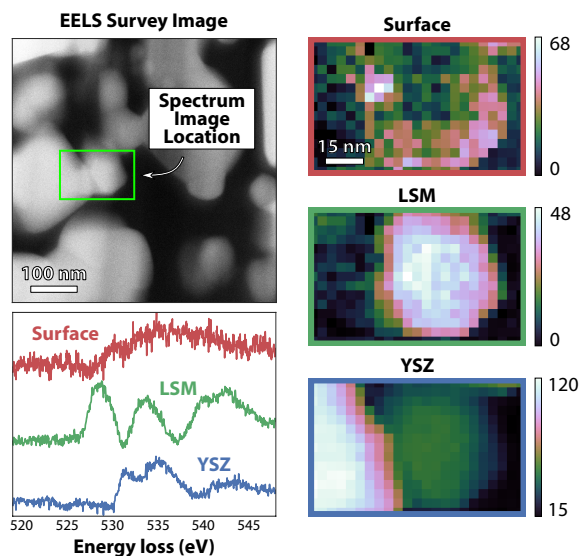 EELS Survey Image
Spectrum
Image
Location
100 nm
Surface
LSM
YSZ
520 525 530 535 540 545
Energy loss (eV)
Surface
15 nm
68
0
LSM
48
0
YSZ
120
15